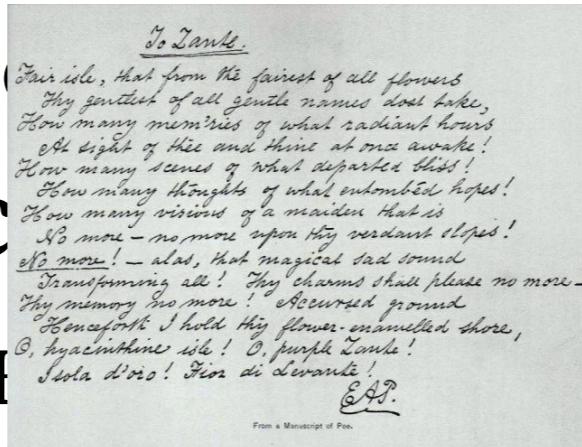 To Zante.
Fair isle, that from the fairest of all flowers
Thy gentlest of all gentle names dost take,
How many mem'ries of what radiant hours
At sight of thee and thine at once awake!
How many scenes of what departed bliss!
How many thoughts of what entombéd hopes!
How many visions of a maiden that is
No more – no more upon thy verdant slopes!
No more! – alas, that magical sad sound
Transforming all! Thy charms shall please no more –
Thy memory no more! Accursed ground
Henceforth I hold thy flower-enamelled shore,
O, hyacinthine isle! O, purple Zante!
Isola d'oro! Fior di Levante!
EAP.
From a Manuscript of Poe.